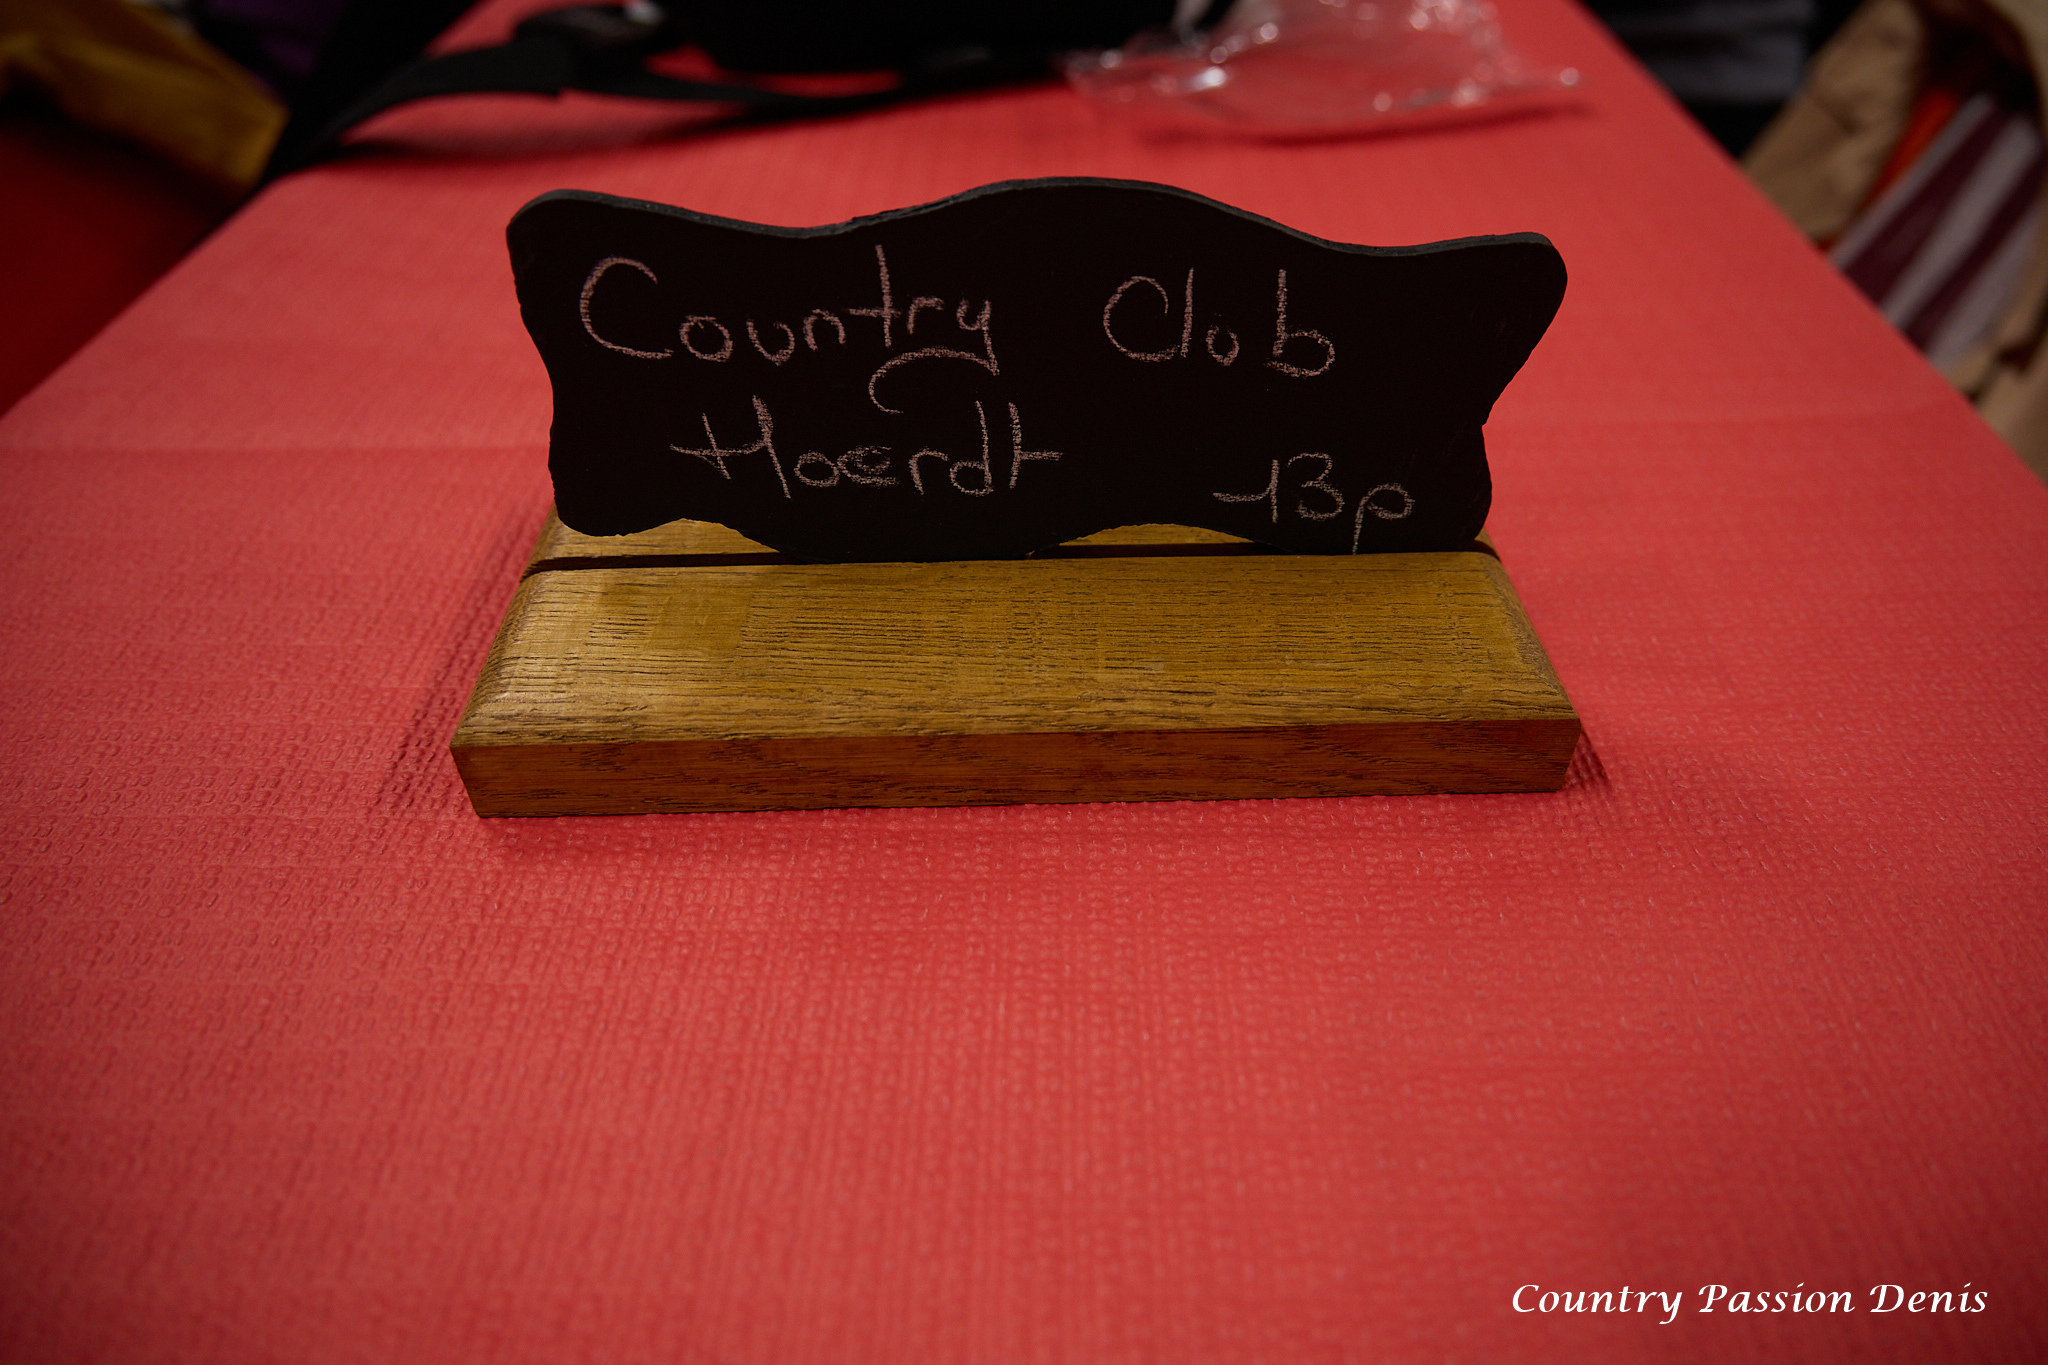 Country Club
Hoerdt 13p
Country Passion Denis